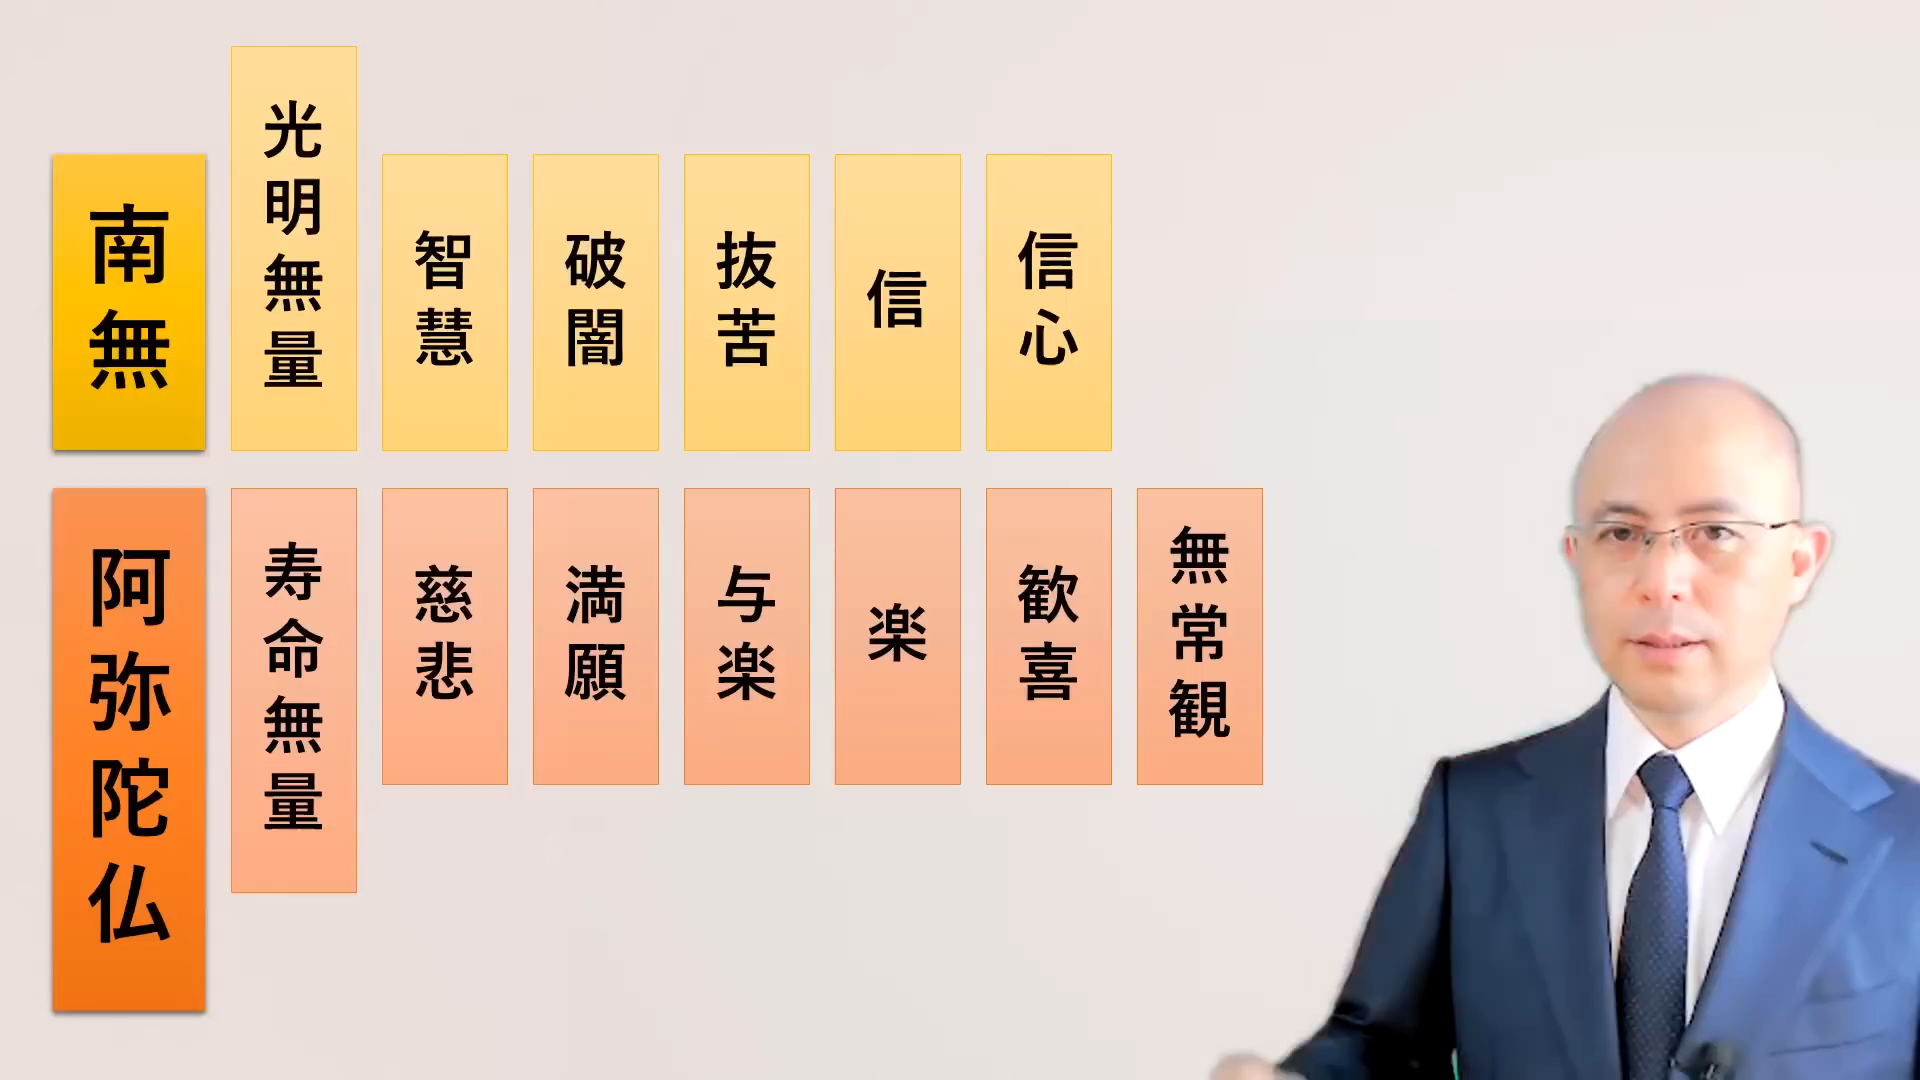 南無
光明無量
智慧
破闇
抜苦
信
信心
阿弥陀仏
寿命無量
慈悲
満願
与楽
楽
歓喜
無常観